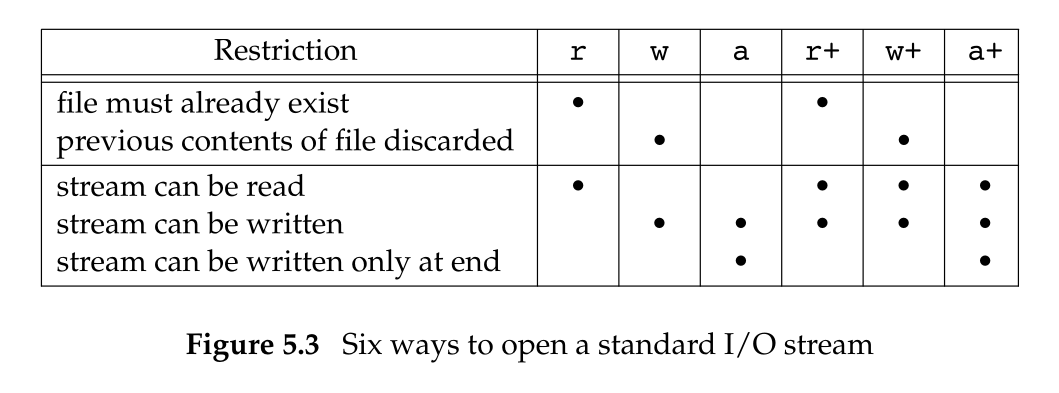 Restriction r w a r+ w+ a+
file must already exist • •
previous contents of file discarded • •
stream can be read • • • •
stream can be written • • • • •
stream can be written only at end • •
Figure 5.3 Six ways to open a standard I/O stream